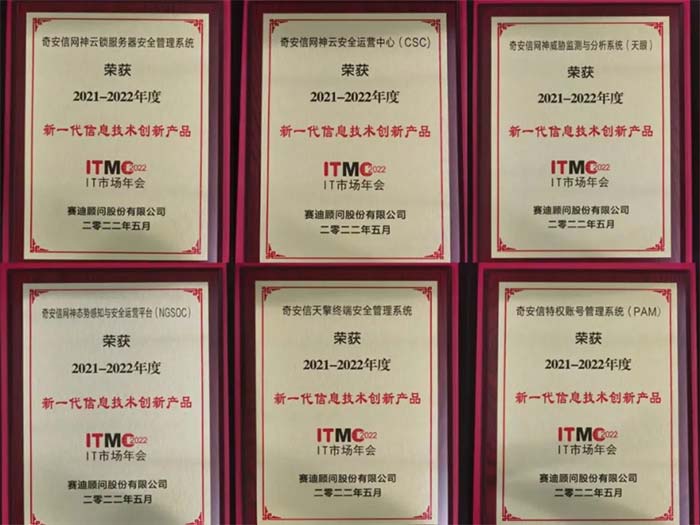 奇安信网神云锁服务器安全管理系统
荣获
2021-2022年度
新一代信息技术创新产品
ITMC2022
IT市场年会
赛迪顾问股份有限公司
二零二二年五月
奇安信网神云安全运营中心(CSC)
荣获
2021-2022年度
新一代信息技术创新产品
ITMC2022
IT市场年会
赛迪顾问股份有限公司
二零二二年五月
奇安信网神威胁监测与分析系统(天眼)
荣获
2021-2022年度
新一代信息技术创新产品
ITMC2022
IT市场年会
赛迪顾问股份有限公司
二零二二年五月
奇安信网神态势感知与安全运营平台(NGSOC)
荣获
2021-2022年度
新一代信息技术创新产品
ITMC2022
IT市场年会
赛迪顾问股份有限公司
二零二二年五月
奇安信天擎终端安全管理系统
荣获
2021-2022年度
新一代信息技术创新产品
ITMC2022
IT市场年会
赛迪顾问股份有限公司
二零二二年五月
奇安信特权账号管理系统(PAM)
荣获
2021-2022年度
新一代信息技术创新产品
ITMC2022
IT市场年会
赛迪顾问股份有限公司
二零二二年五月